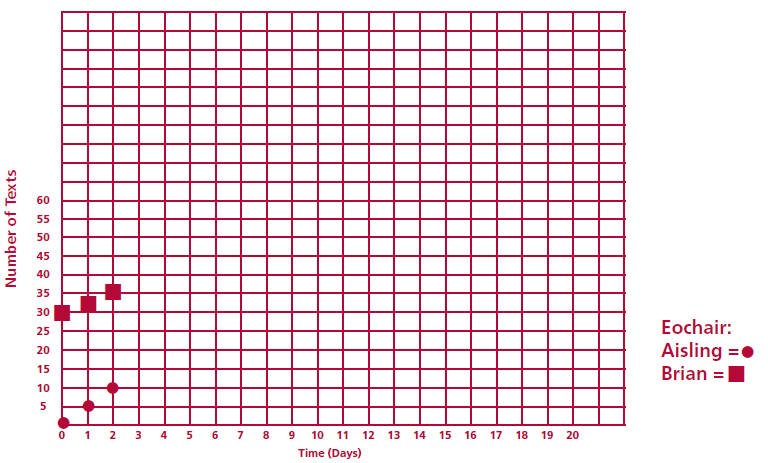 Number of Texts
60
55
50
45
40
35
30
25
20
15
10
5
0 1 2 3 4 5 6 7 8 9 10 11 12 13 14 15 16 17 18 19 20
Time (Days)
Eochair:
Aisling =
Brian =